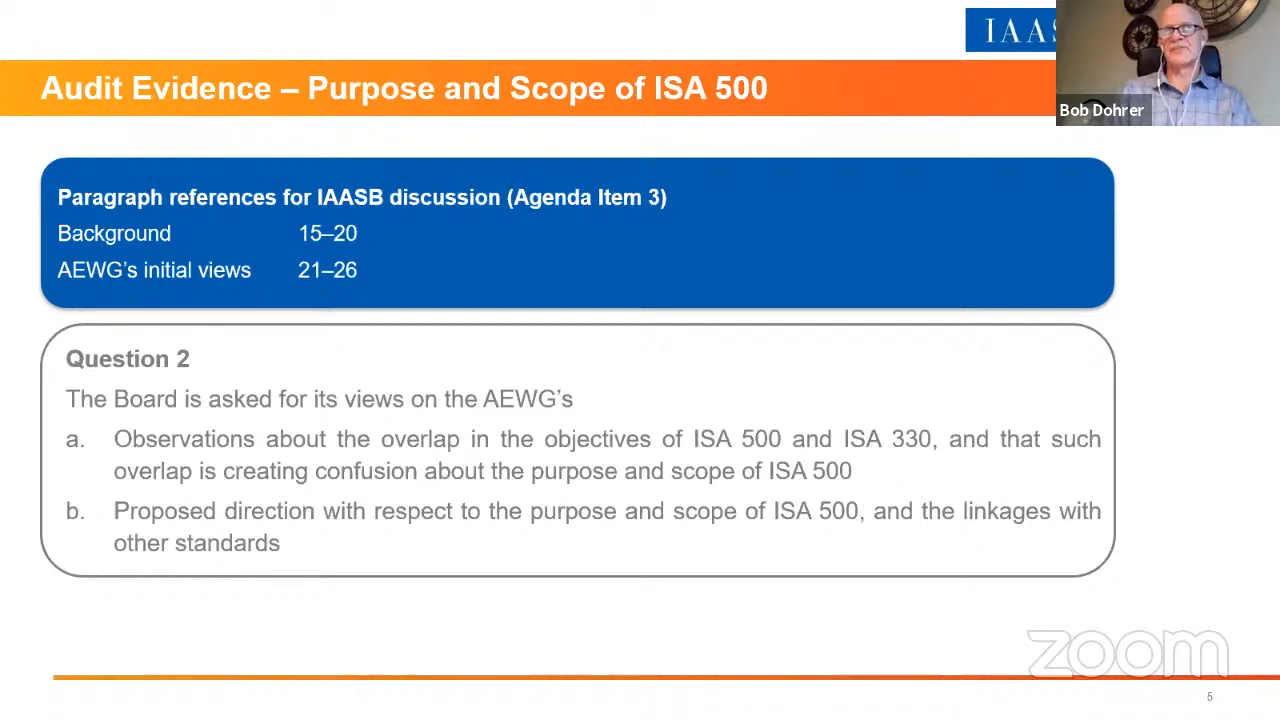 IAAS
Audit Evidence – Purpose and Scope of ISA 500
Bob Dohrer
Paragraph references for IAASB discussion (Agenda Item 3)
Background 15–20
AEWG’s initial views 21–26
Question 2
The Board is asked for its views on the AEWG’s
a. Observations about the overlap in the objectives of ISA 500 and ISA 330, and that such
overlap is creating confusion about the purpose and scope of ISA 500
b. Proposed direction with respect to the purpose and scope of ISA 500, and the linkages with
other standards
zoom
5